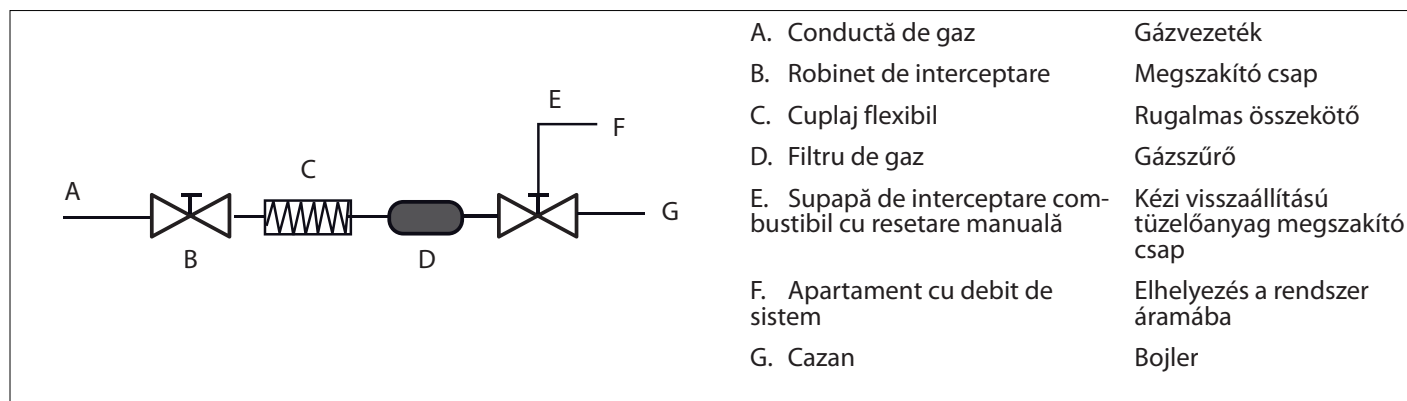 A
B
C
D
E
F
G
A. Conductă de gaz Gázvezeték
B. Robinet de interceptare Megszakító csap
C. Cuplaj flexibil Rugalmas összekötő
D. Filtru de gaz Gázszűrő
E. Supapă de interceptare com-
bustibil cu resetare manuală
Kézi visszaállítású
tüzelőanyag megszakító
csap
F. Apartament cu debit de
sistem
Elhelyezés a rendszer
áramába
G. Cazan Bojler